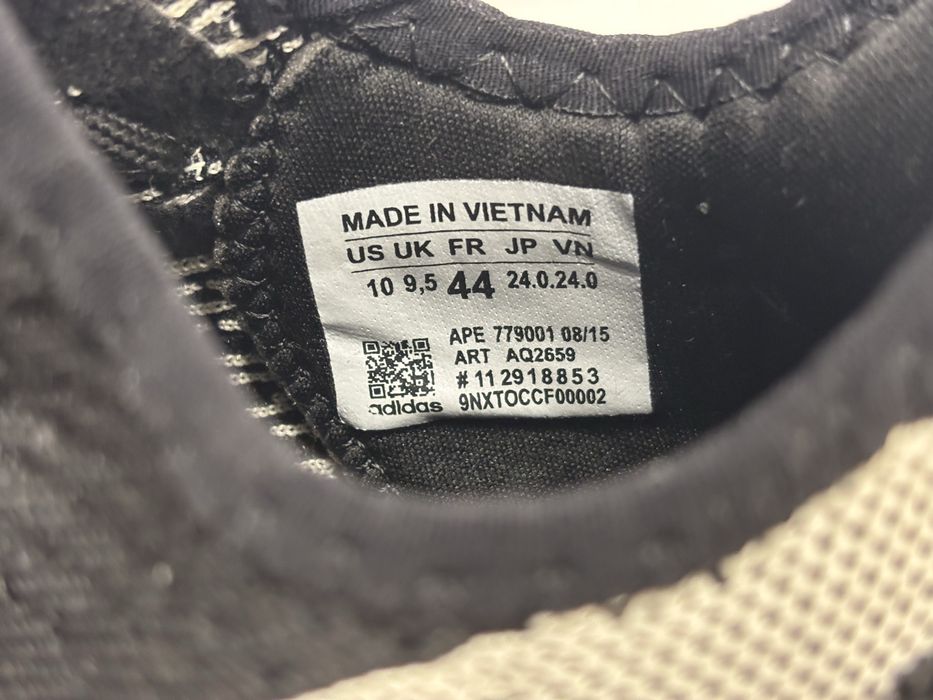 MADE IN VIETNAM
US UK FR JP VN
10 9,5 44 24.0.24.0
APE 779001 08/15
ART AQ2659
# 112918853
9NXTOCCF00002
adidas